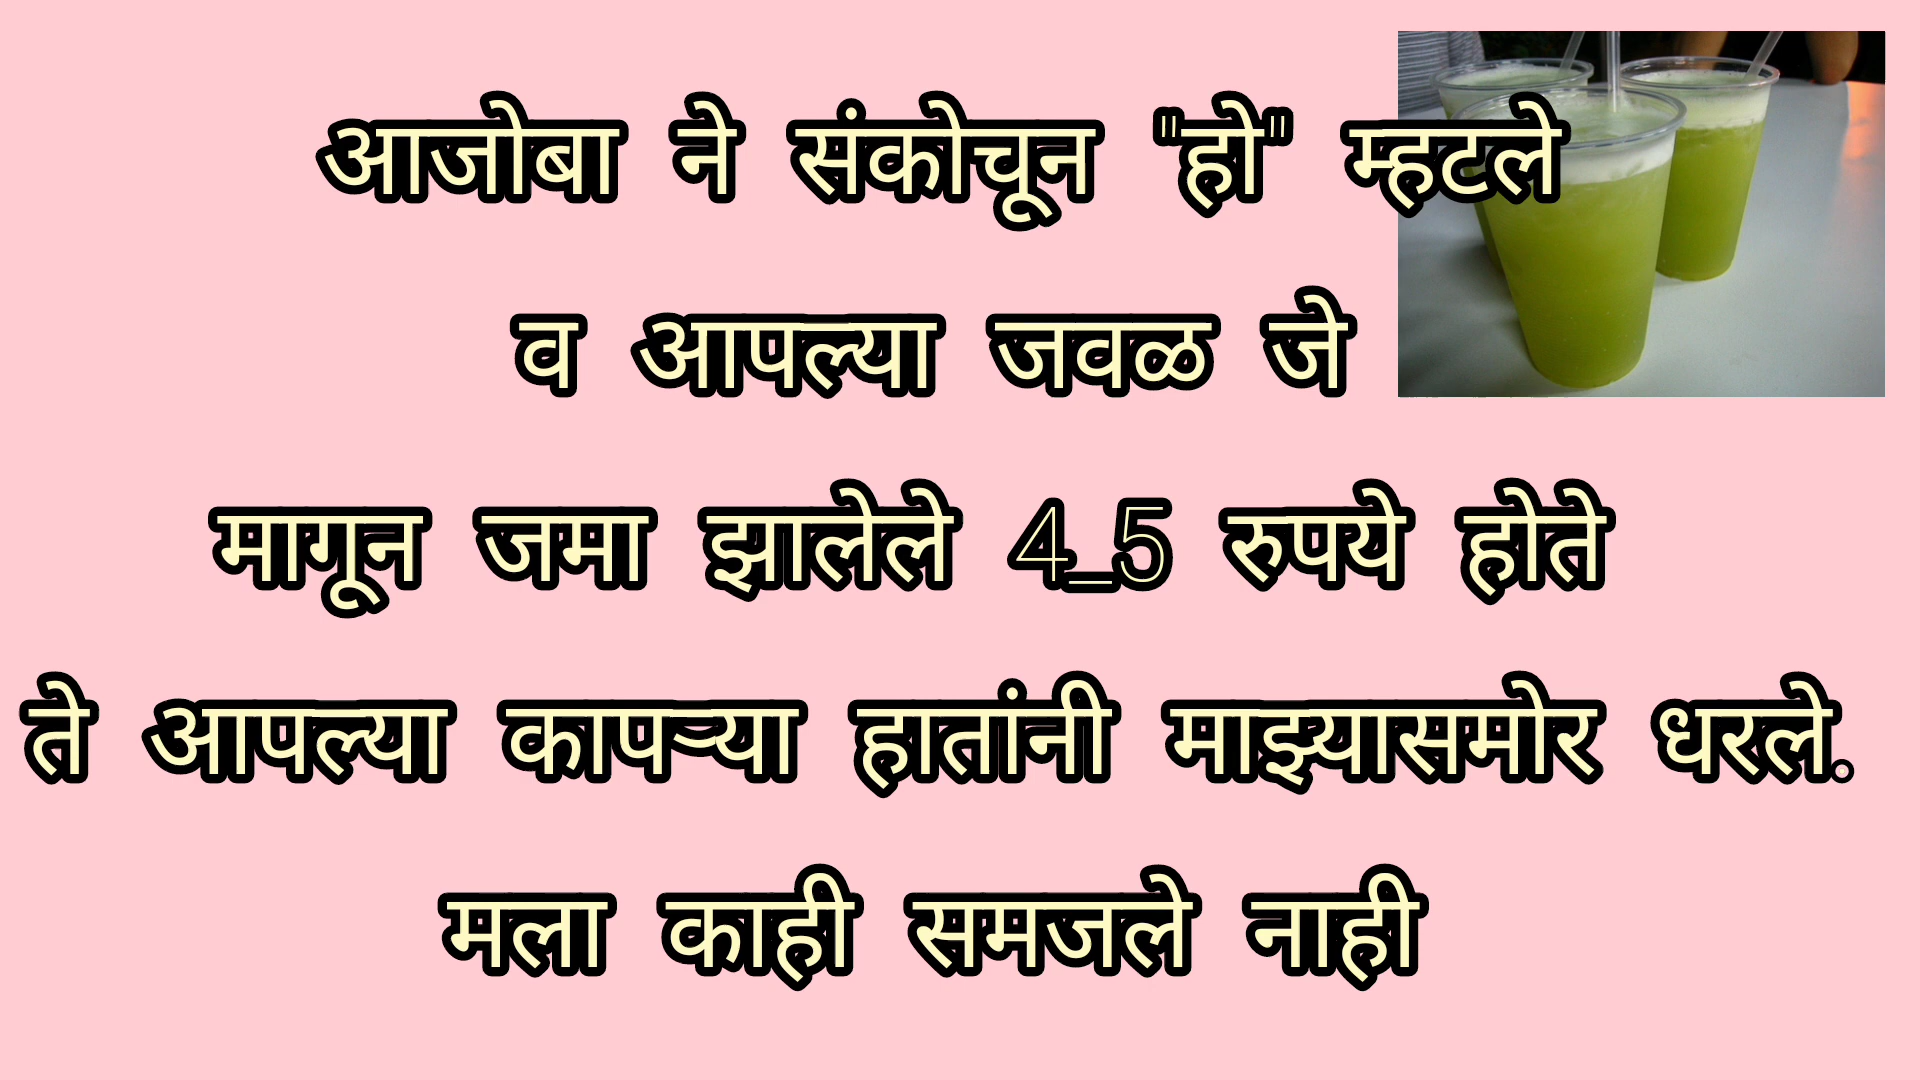 आजोबा ने संकोचून "हो" म्हटले
व आपल्या जवळ जे
मागून जमा झालेले 4_5 रुपये होते
ते आपल्या कापऱ्या हातांनी माझ्यासमोर धरले.
मला काही समजले नाही